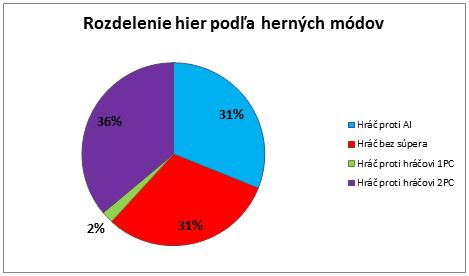 Rozdelenie hier podľa herných módov
36%
31%
31%
2%
Hráč proti AI
Hráč bez súpera
Hráč proti hráčovi 1PC
Hráč proti hráčovi 2PC